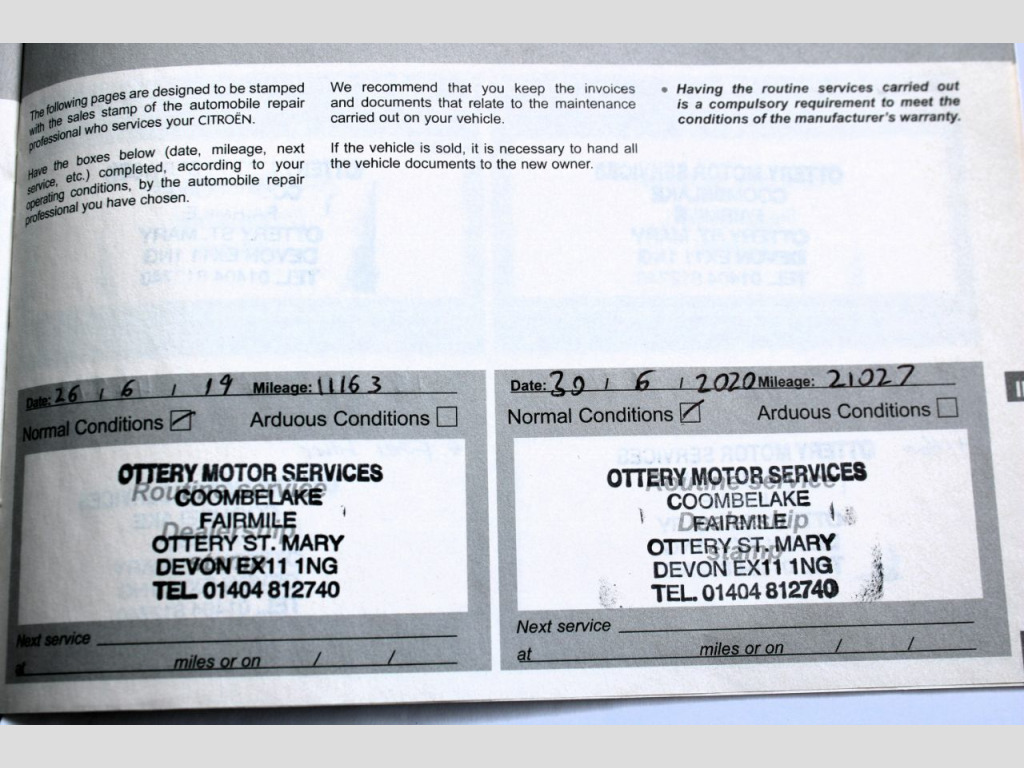 The following pages are designed to be stamped
with the sales stamp of the automobile repair
professional who services your CITROËN.
Have the boxes below (date, mileage, next
service, etc.) completed, according to your
operating conditions, by the automobile repair
professional you have chosen.
We recommend that you keep the invoices
and documents that relate to the maintenance
carried out on your vehicle.
If the vehicle is sold, it is necessary to hand all
the vehicle documents to the new owner.
• Having the routine services carried out
is a compulsory requirement to meet the
conditions of the manufacturer's warranty.
Date: 26 / 6 / 19 Mileage: 11163
Normal Conditions Arduous Conditions
OTTERY MOTOR SERVICES
Routine service
COOMBELAKE
FAIRMILE
Dealership
OTTERY ST. MARY
DEVON EX11 1NG
TEL. 01404 812740
Next service
at miles or on / /
Date: 30 / 6 / 2020 Mileage: 21027
Normal Conditions Arduous Conditions
OTTERY MOTOR SERVICES
Routine service
COOMBELAKE
FAIRMILE
Dealership
OTTERY ST. MARY
stamp
DEVON EX11 1NG
TEL. 01404 812740
Next service
at miles or on / /